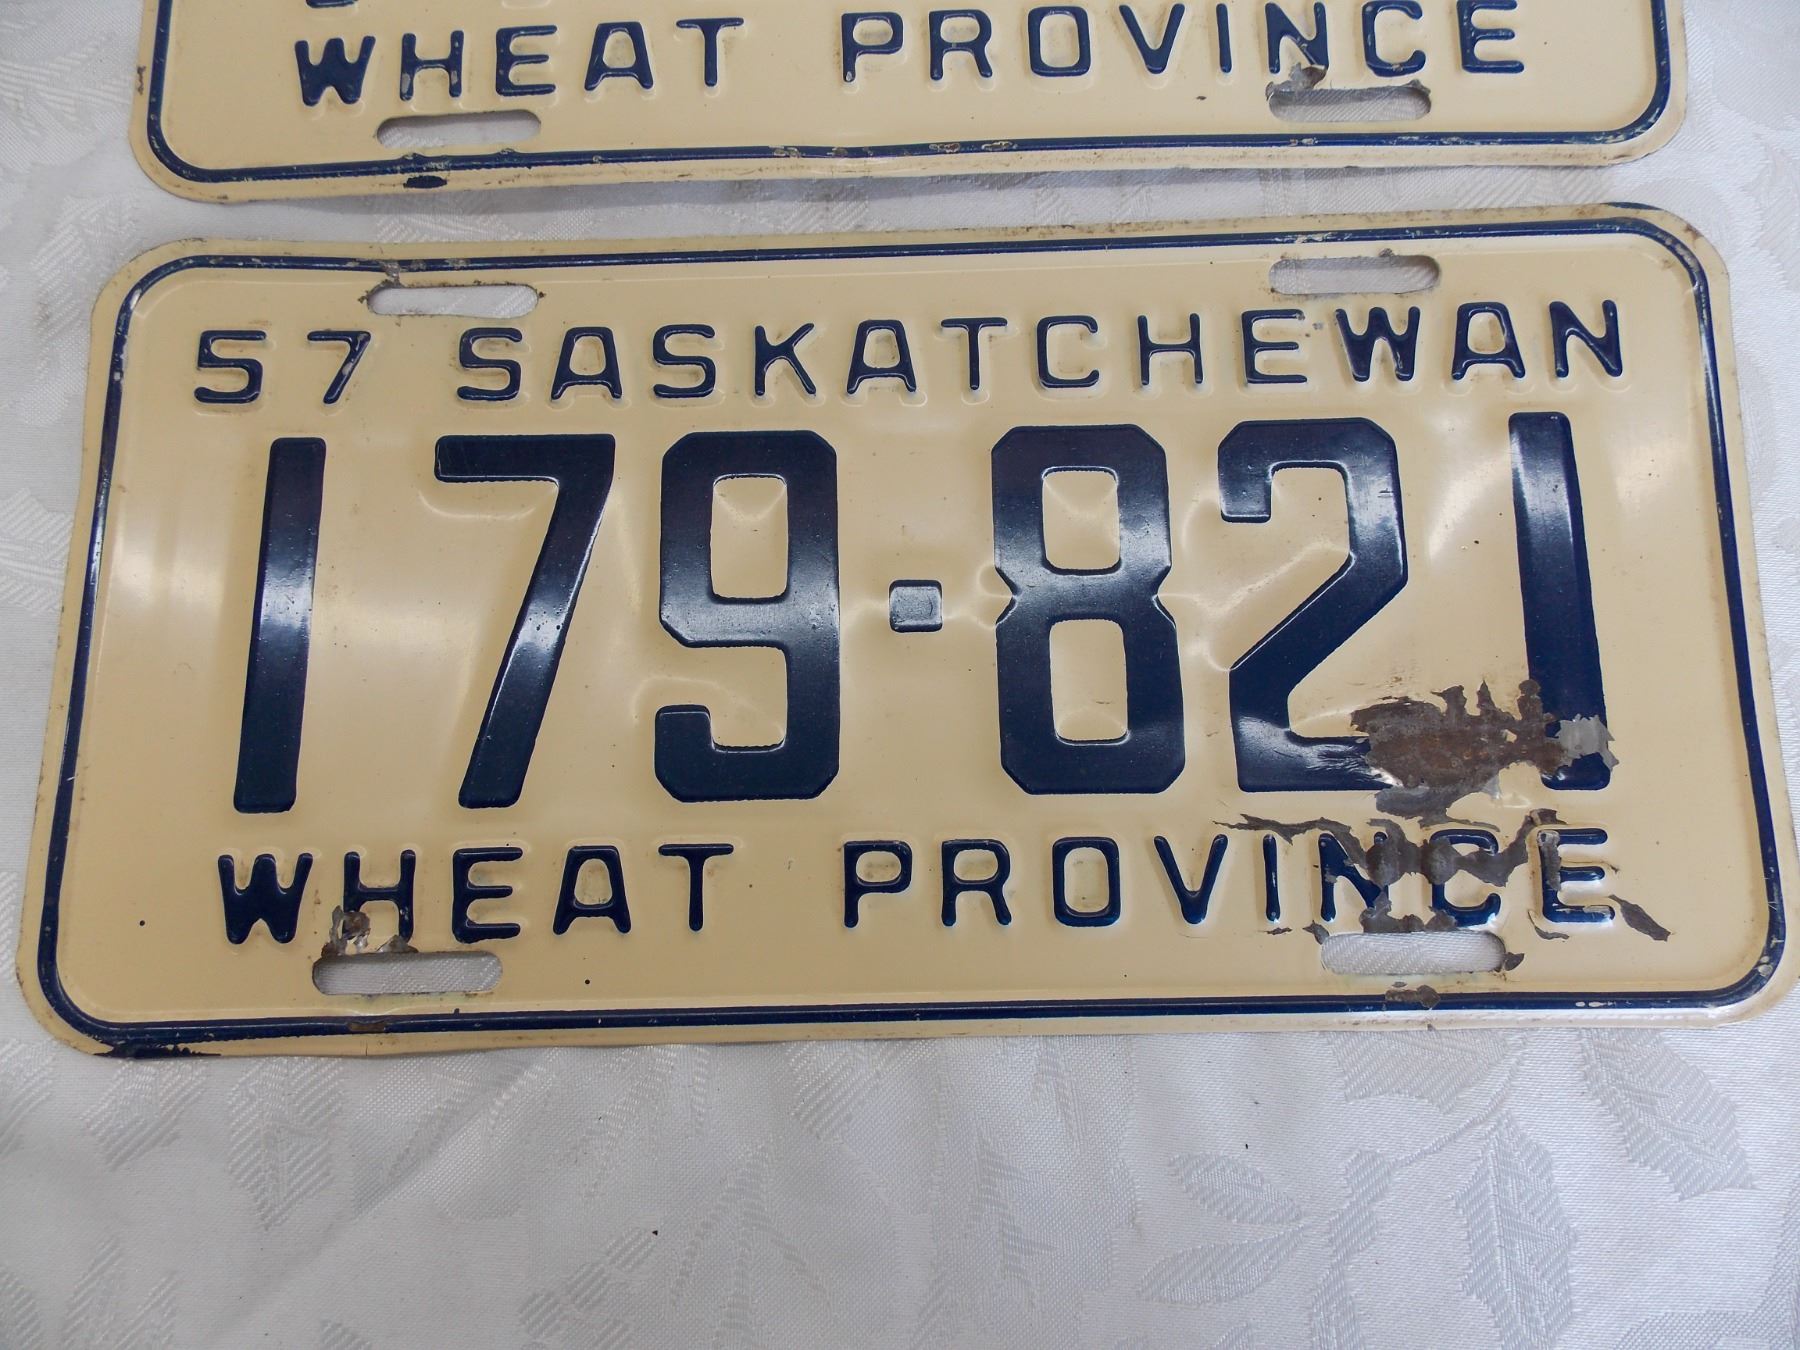 WHEAT PROVINCE
57 SASKATCHEWAN
179-821
WHEAT PROVINCE